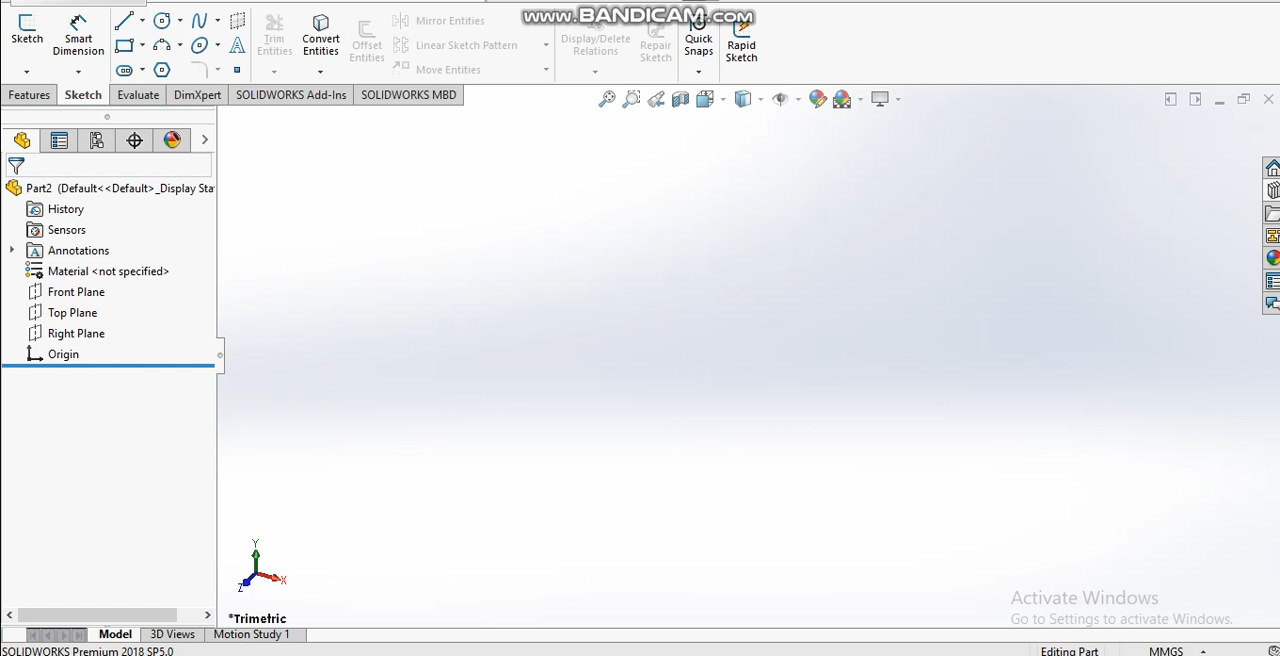 www.BANDICAM.com
Sketch
Smart Dimension
Trim Entities
Convert Entities
Offset Entities
Mirror Entities
Linear Sketch Pattern
Move Entities
Display/Delete Relations
Repair Sketch
Quick Snaps
Rapid Sketch
Features
Sketch
Evaluate
DimXpert
SOLIDWORKS Add-Ins
SOLIDWORKS MBD
Part2 (Default<<Default>_Display Sta
History
Sensors
Annotations
Material <not specified>
Front Plane
Top Plane
Right Plane
Origin
Y
X
Z
*Trimetric
Activate Windows
Go to Settings to activate Windows.
Model
3D Views
Motion Study 1
SOLIDWORKS Premium 2018 SP5.0
Editing Part
MMGS